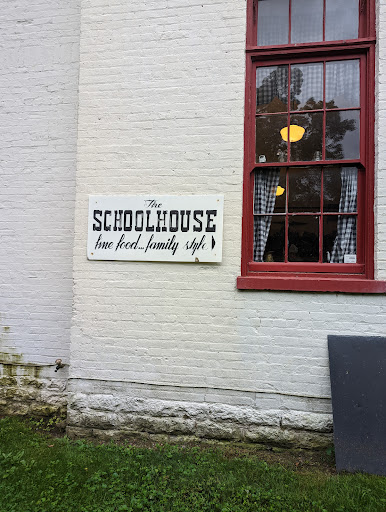 The
SCHOOLHOUSE
fine food...family style